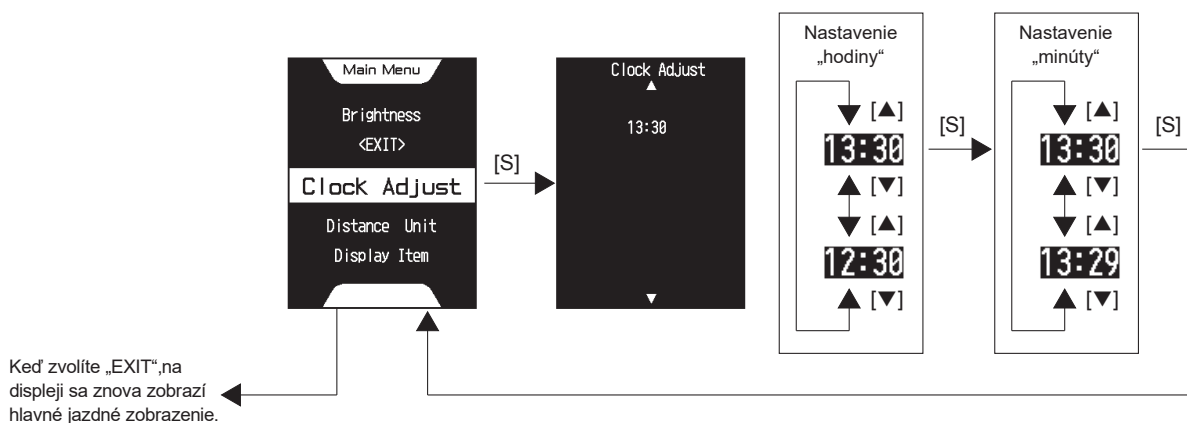 Main Menu
Brightness
<EXIT>
Clock Adjust
Distance Unit
Display Item
[S]
Clock Adjust
▲
13:30
▼
Nastavenie
„hodiny“
[▲]
13:30
[▼]
[▲]
12:30
[▼]
[S]
Nastavenie
„minúty“
[▲]
13:30
[▼]
[▲]
13:29
[▼]
[S]
Keď zvolíte „EXIT“,na
displeji sa znova zobrazí
hlavné jazdné zobrazenie.